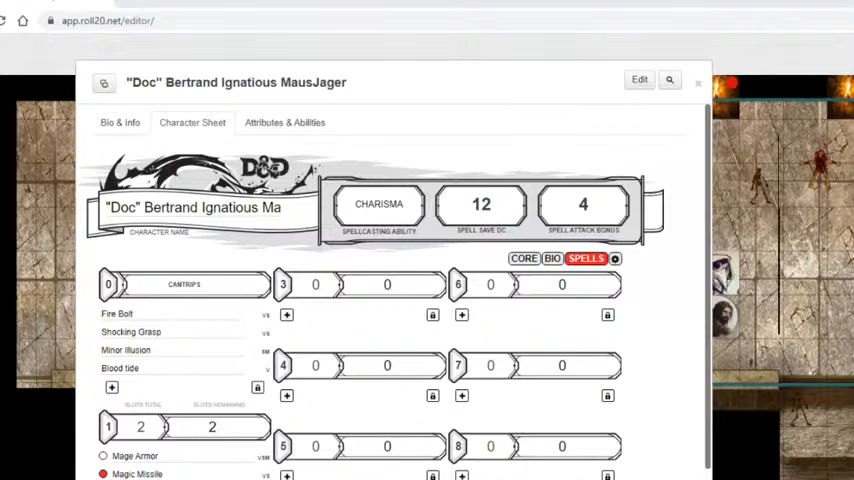 app.roll20.net/editor/
"Doc" Bertrand Ignatious MausJager
Edit
Bio & Info
Character Sheet
Attributes & Abilities
D&D
"Doc" Bertrand Ignatious Ma
CHARACTER NAME
CHARISMA
SPELLCASTING ABILITY
12
SPELL SAVE DC
4
SPELL ATTACK BONUS
CORE
BIO
SPELLS
0 CANTRIPS
3 0 0
6 0 0
Fire Bolt VS
Shocking Grasp VS
Minor Illusion SM
Blood tide V
4 0 0
7 0 0
SLOTS TOTAL SLOTS REMAINING
1 2 2
5 0 0
8 0 0
Mage Armor VSM
Magic Missile VS